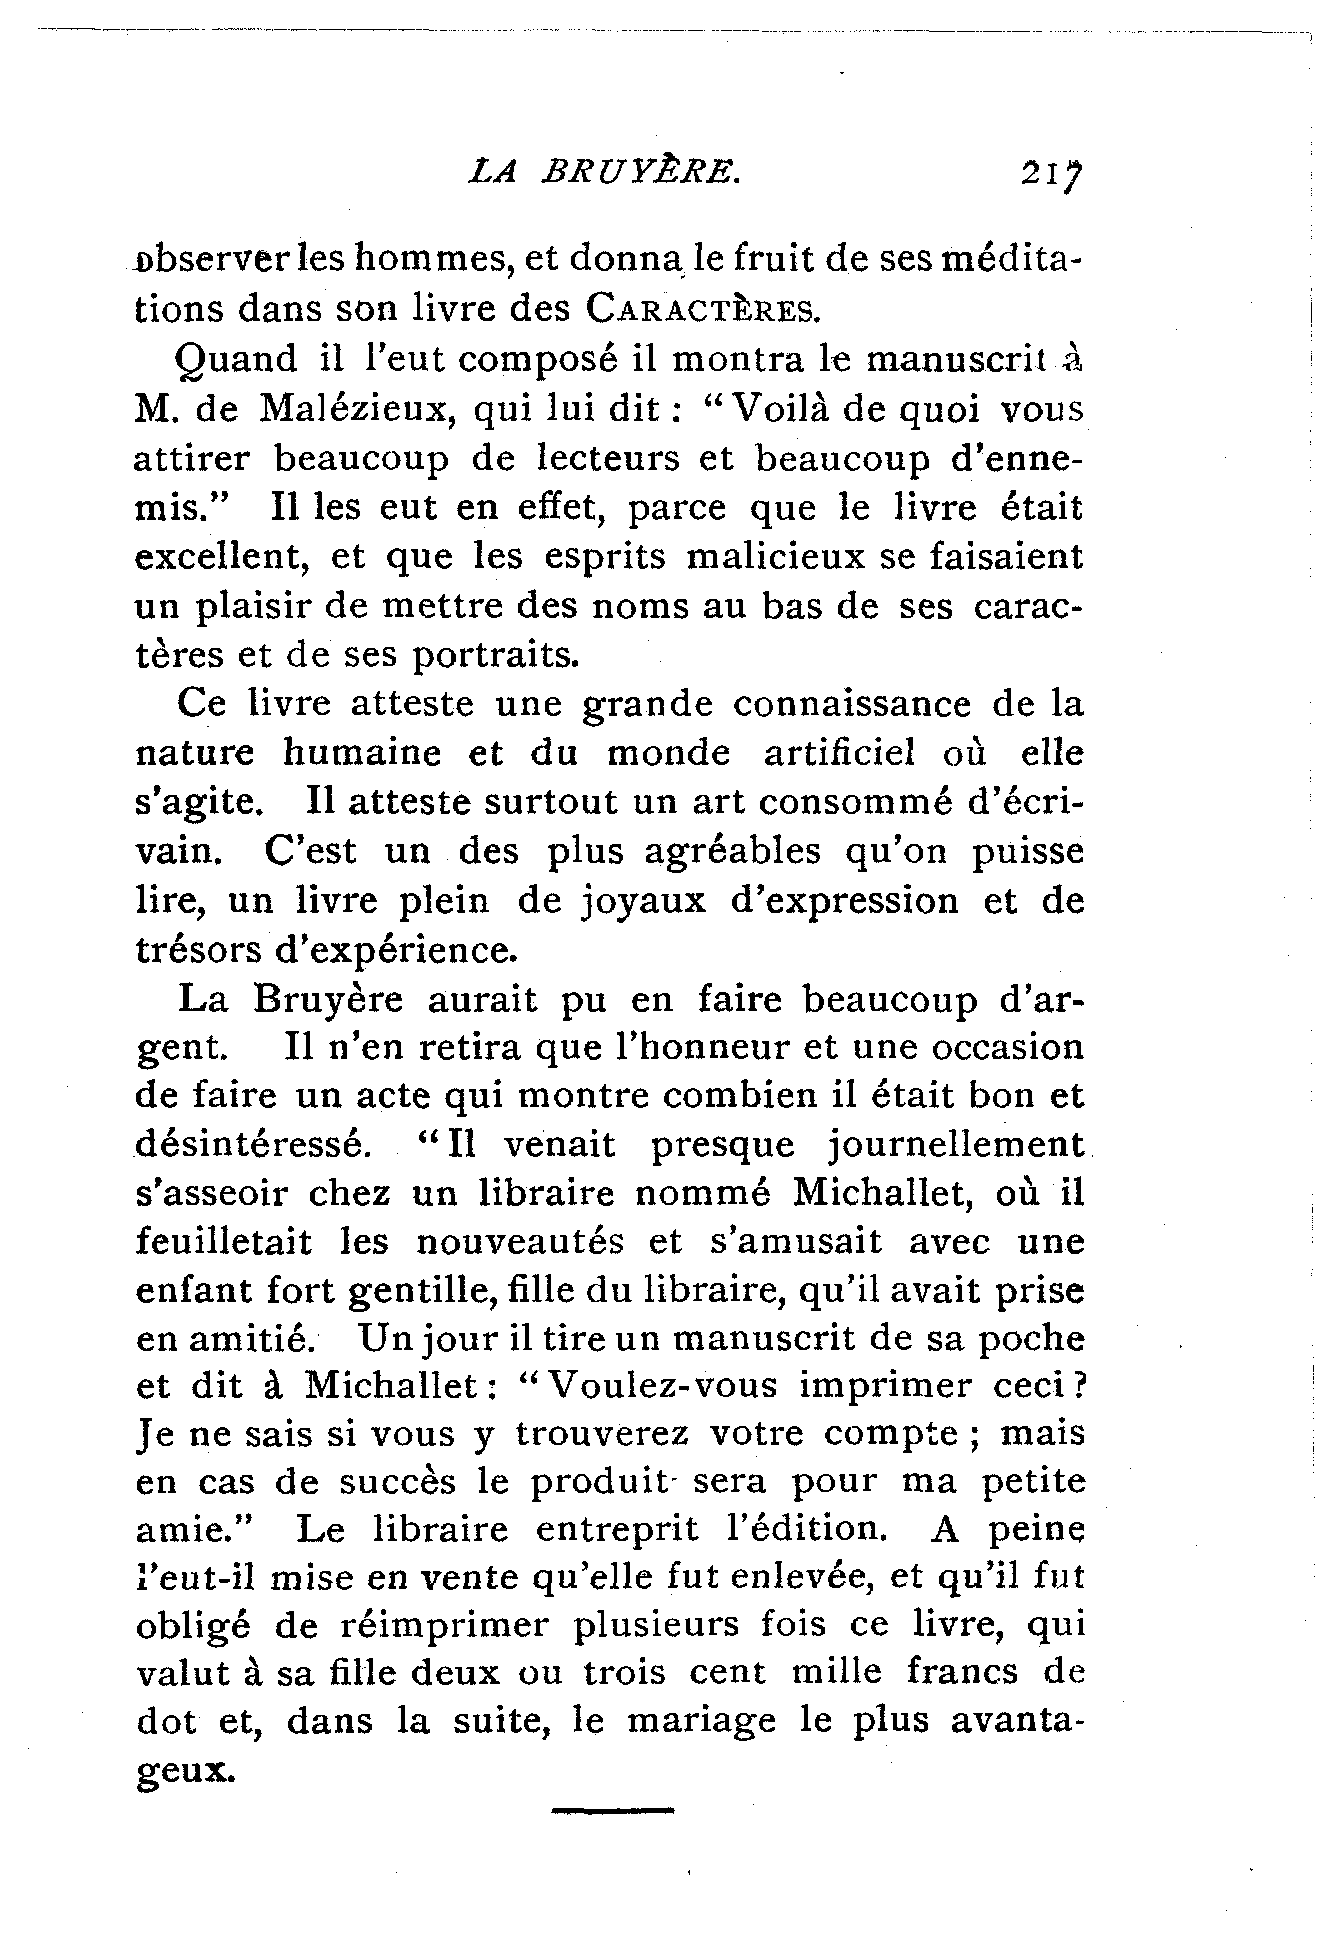 LA BRUYÈRE. 217
observer les hommes, et donna le fruit de ses médita-
tions dans son livre des CARACTÈRES.
Quand il l'eut composé il montra le manuscrit à
M. de Malézieux, qui lui dit : “ Voilà de quoi vous
attirer beaucoup de lecteurs et beaucoup d'enne-
mis.” Il les eut en effet, parce que le livre était
excellent, et que les esprits malicieux se faisaient
un plaisir de mettre des noms au bas de ses carac-
tères et de ses portraits.
Ce livre atteste une grande connaissance de la
nature humaine et du monde artificiel où elle
s'agite. Il atteste surtout un art consommé d'écri-
vain. C'est un des plus agréables qu'on puisse
lire, un livre plein de joyaux d'expression et de
trésors d'expérience.
La Bruyère aurait pu en faire beaucoup d'ar-
gent. Il n'en retira que l'honneur et une occasion
de faire un acte qui montre combien il était bon et
désintéressé. “ Il venait presque journellement
s'asseoir chez un libraire nommé Michallet, où il
feuilletait les nouveautés et s'amusait avec une
enfant fort gentille, fille du libraire, qu'il avait prise
en amitié. Un jour il tire un manuscrit de sa poche
et dit à Michallet : “ Voulez-vous imprimer ceci ?
Je ne sais si vous y trouverez votre compte ; mais
en cas de succès le produit sera pour ma petite
amie.” Le libraire entreprit l'édition. A peine
l'eut-il mise en vente qu'elle fut enlevée, et qu'il fut
obligé de réimprimer plusieurs fois ce livre, qui
valut à sa fille deux ou trois cent mille francs de
dot et, dans la suite, le mariage le plus avanta-
geux.